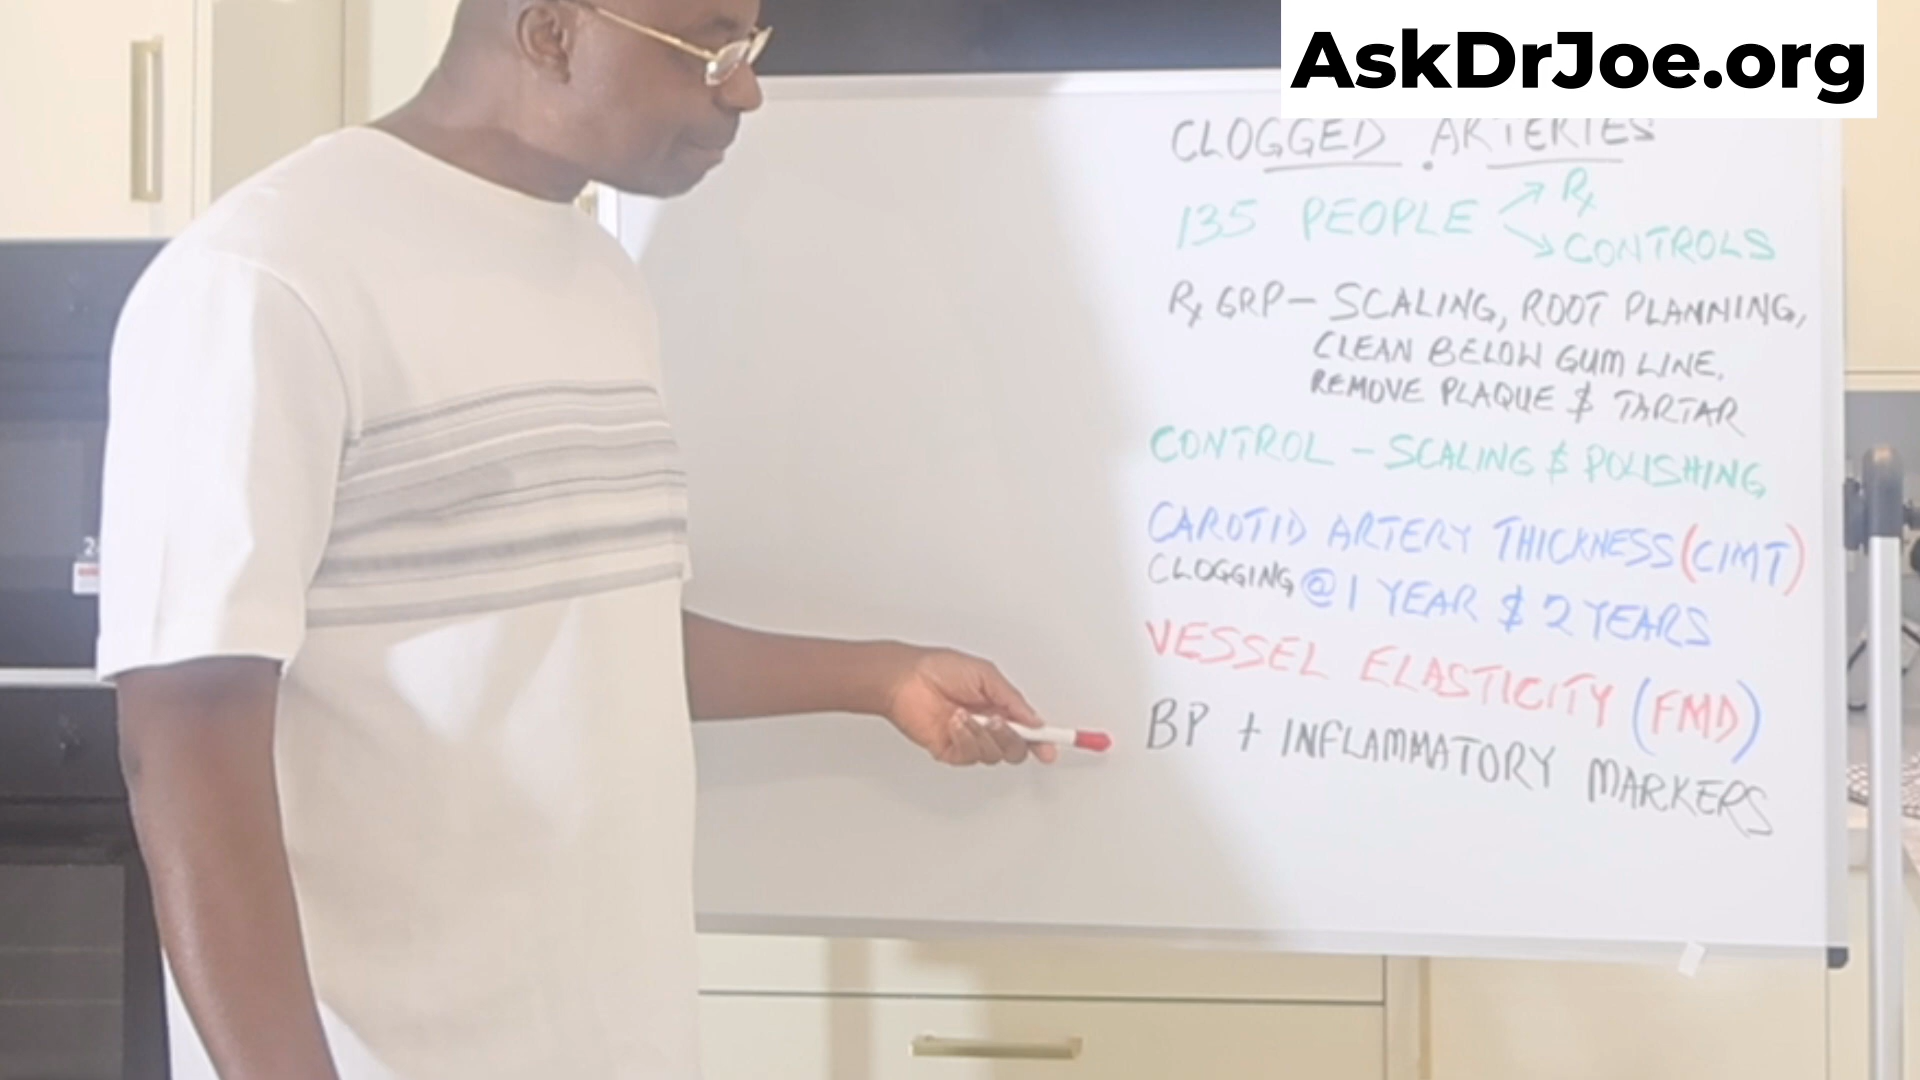 AskDrJoe.org
CLOGGED ARTERIES
135 PEOPLE Rx
CONTROLS
Rx GRP - SCALING, ROOT PLANNING,
CLEAN BELOW GUM LINE,
REMOVE PLAQUE & TARTAR
CONTROL - SCALING & POLISHING
CAROTID ARTERY THICKNESS (CIMT)
CLOGGING @ 1 YEAR & 2 YEARS
VESSEL ELASTICITY (FMD)
BP + INFLAMMATORY MARKERS